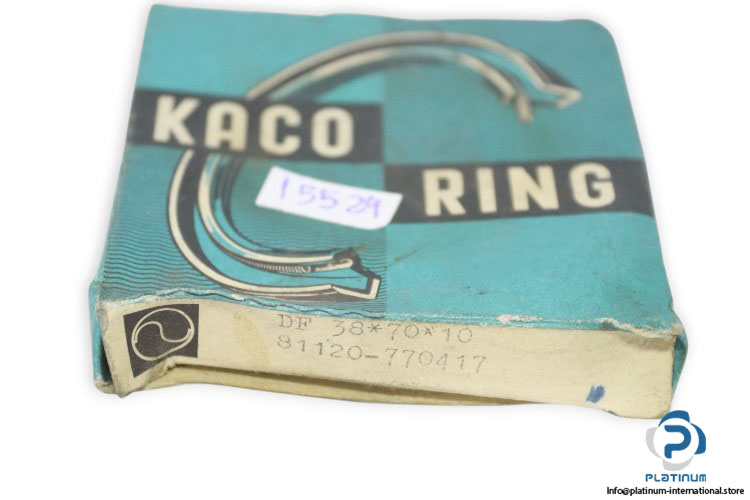 KACO
RING
15529
DF 38*70*10
81120-770417
PLATINUM
Info@platinum-international.store